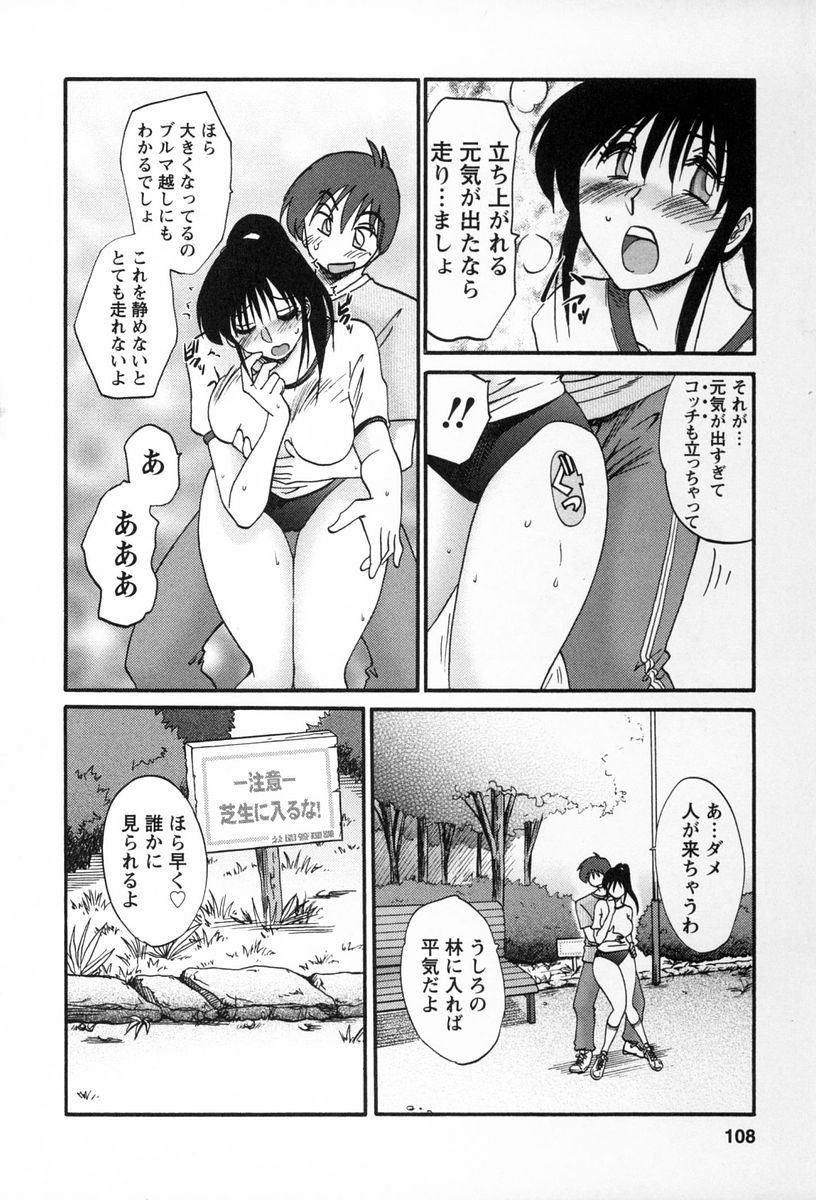 立ち上がれる
元気が出たなら
走り…ましょ
それが…
元気が出すぎて
コッチも立っちゃって
ぐくっ
!!
ほら
大きくなってるの
ブルマ越しにも
わかるでしょ
これを静めないと
とても走れないよ
あ
あああ
あ…ダメ
人が来ちゃうわ
うしろの
林に入れば
平気だよ
ー注意ー
芝生に入るな!
ほら早く♡
誰かに
見られるよ
108